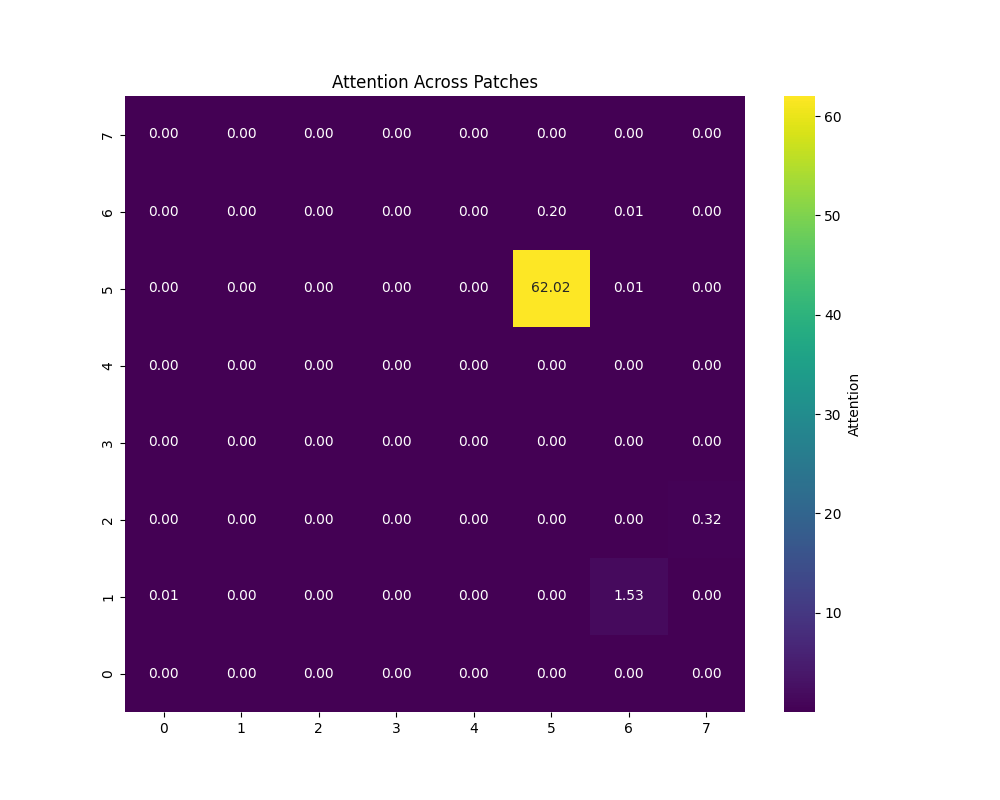 Attention Across Patches
7 0.00 0.00 0.00 0.00 0.00 0.00 0.00 0.00
6 0.00 0.00 0.00 0.00 0.00 0.20 0.01 0.00
5 0.00 0.00 0.00 0.00 0.00 62.02 0.01 0.00
4 0.00 0.00 0.00 0.00 0.00 0.00 0.00 0.00
3 0.00 0.00 0.00 0.00 0.00 0.00 0.00 0.00
2 0.00 0.00 0.00 0.00 0.00 0.00 0.00 0.32
1 0.01 0.00 0.00 0.00 0.00 0.00 1.53 0.00
0 0.00 0.00 0.00 0.00 0.00 0.00 0.00 0.00
0 1 2 3 4 5 6 7
60
50
40
30
20
10
Attention